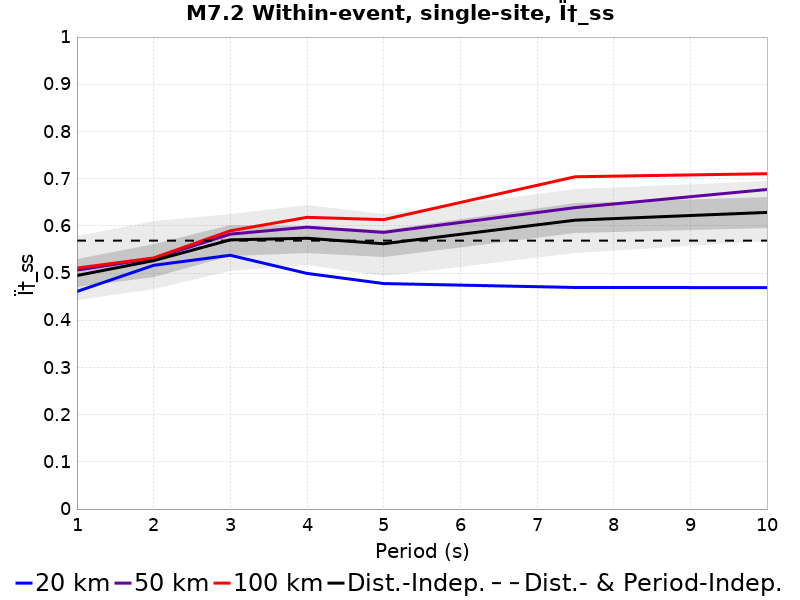 M7.2 Within-event, single-site, Ï†_ss
1
0.9
0.8
0.7
0.6
0.5
0.4
0.3
0.2
0.1
0
Ï†_ss
1 2 3 4 5 6 7 8 9 10
Period (s)
20 km 50 km 100 km Dist.-Indep. Dist.- & Period-Indep.